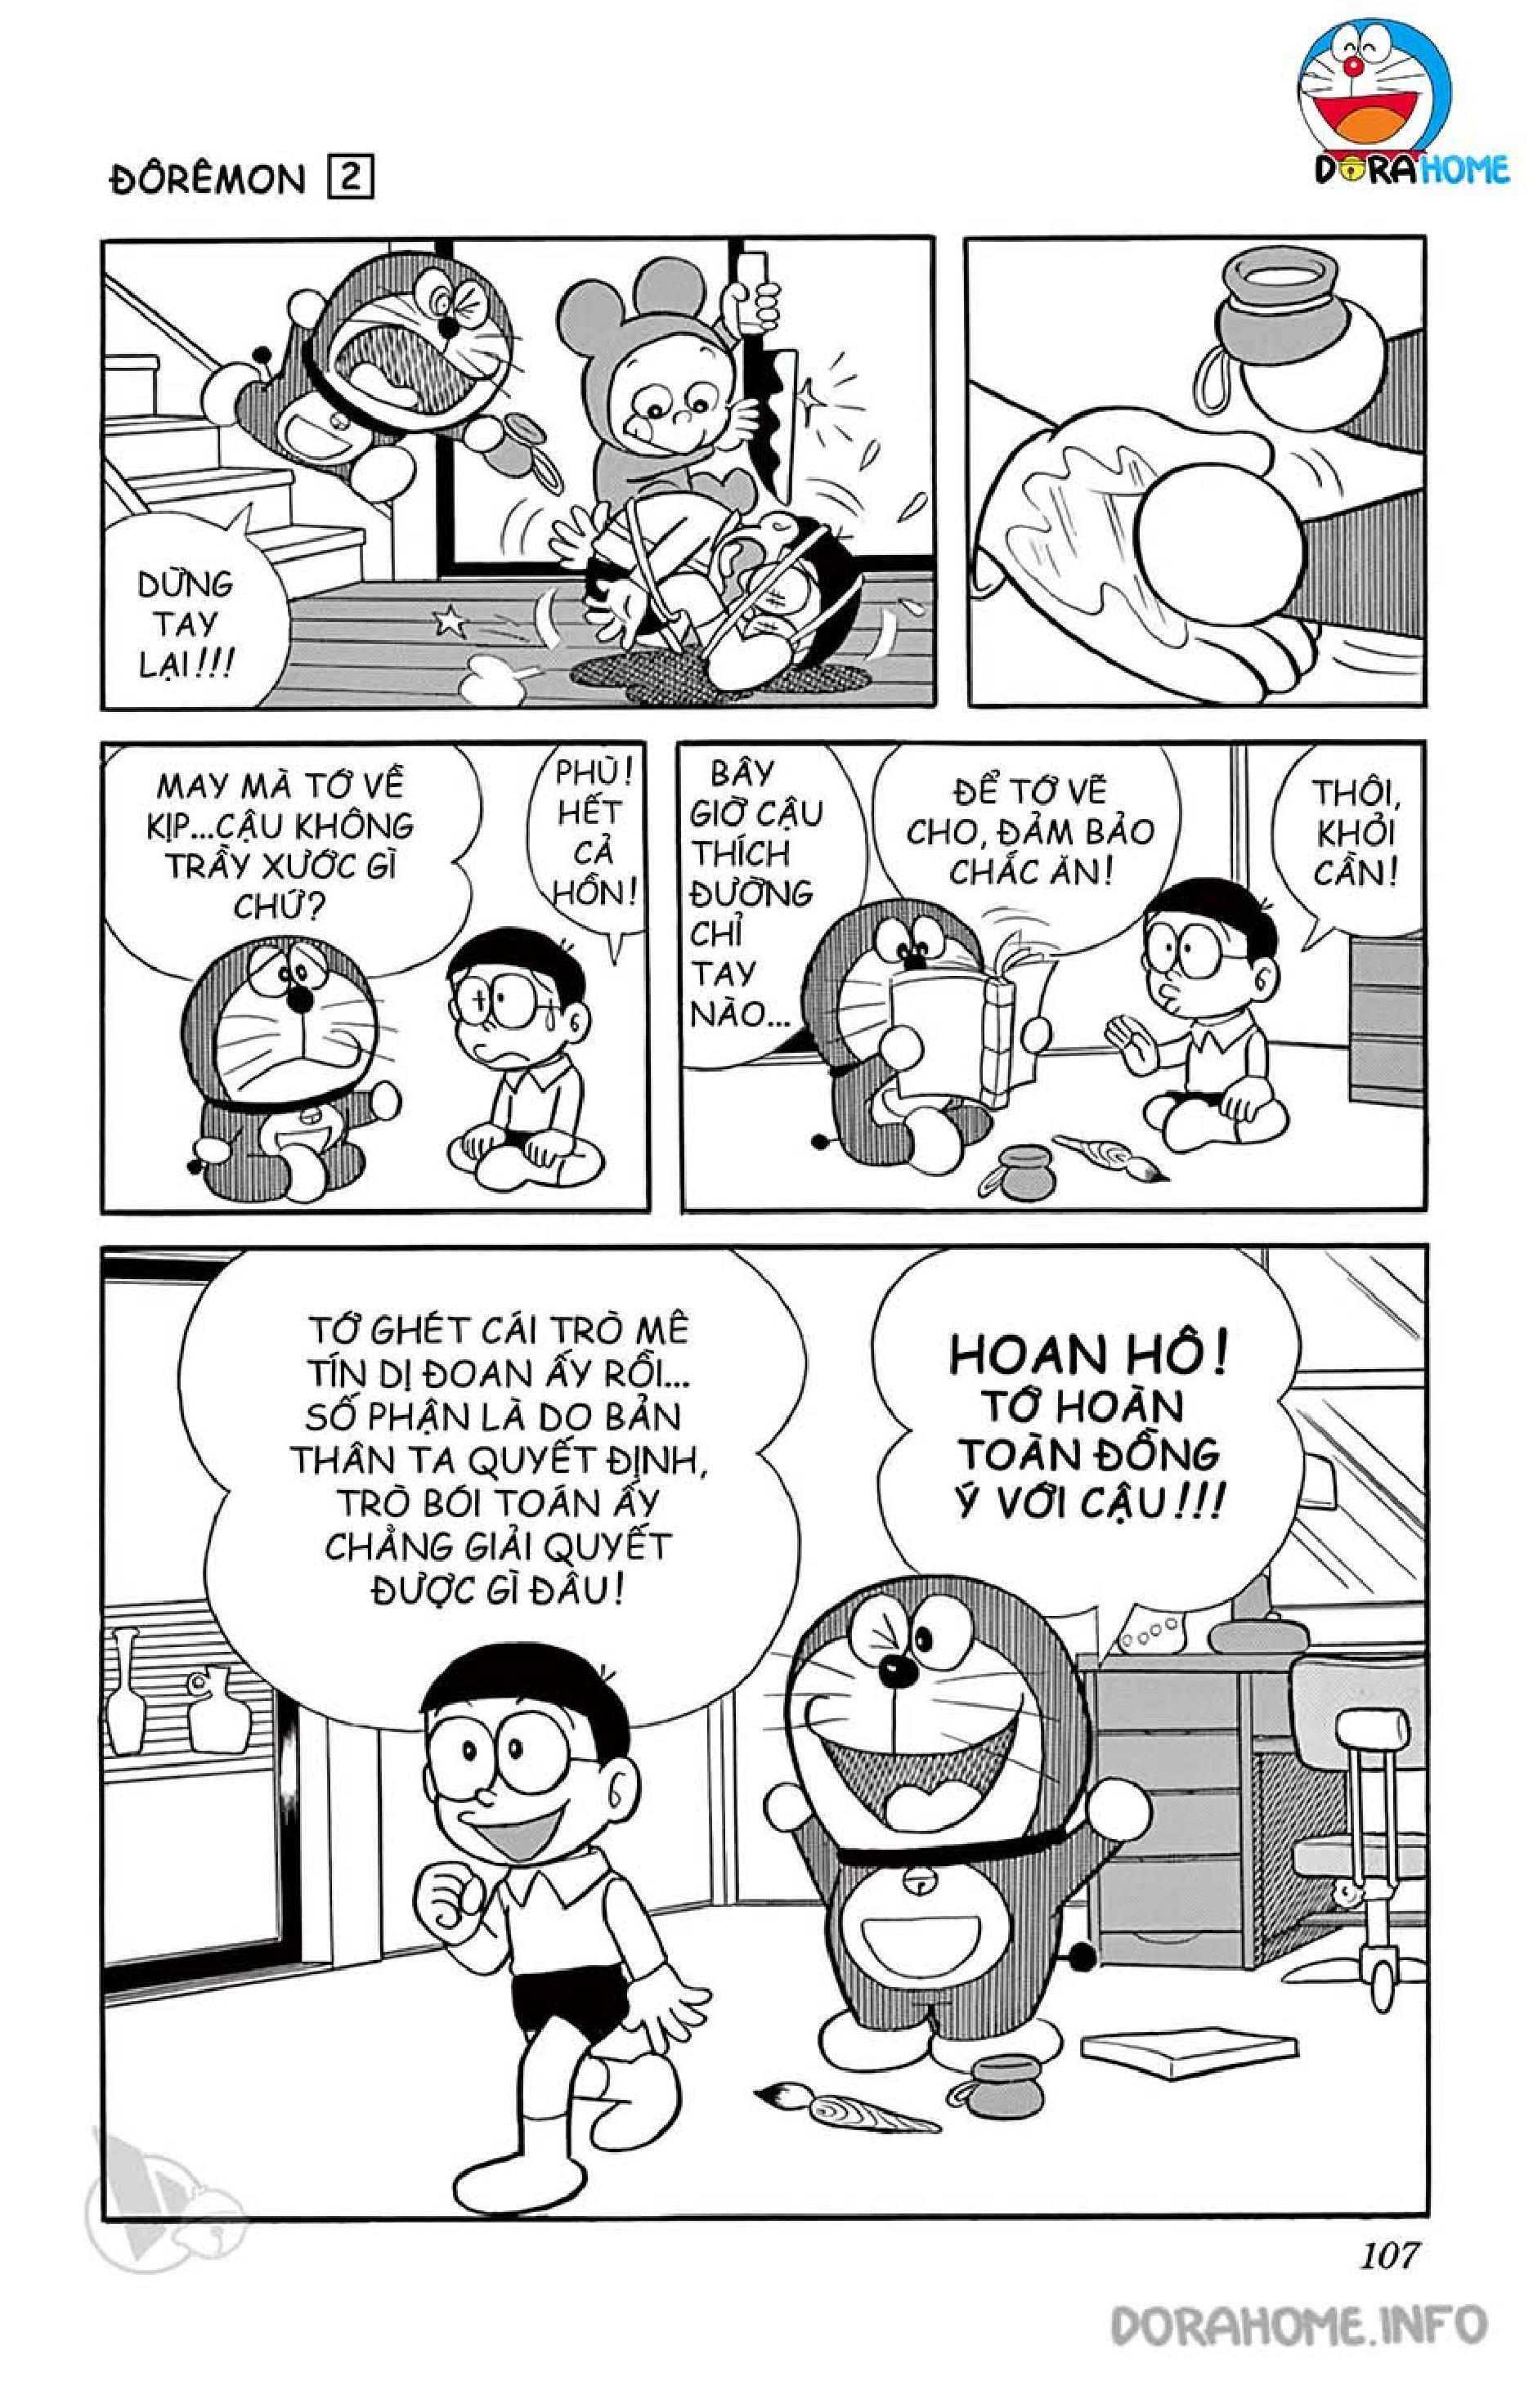 DORAHOME
ĐÔRÊMON 2
DỪNG
TAY
LẠI!!!
MAY MÀ TỚ VỀ
KỊP...CẬU KHÔNG
TRẦY XƯỚC GÌ
CHỨ?
PHÙ!
HẾT
CẢ
HỒN!
BÂY
GIỜ CẬU
THÍCH
ĐƯỜNG
CHỈ
TAY
NÀO...
ĐỂ TỚ VẼ
CHO, ĐẢM BẢO
CHẮC ĂN!
THÔI,
KHỎI
CẦN!
TỚ GHÉT CÁI TRÒ MÊ
TÍN DỊ ĐOAN ẤY RỒI...
SỐ PHẬN LÀ DO BẢN
THÂN TA QUYẾT ĐỊNH,
TRÒ BÓI TOÁN ẤY
CHẲNG GIẢI QUYẾT
ĐƯỢC GÌ ĐÂU!
HOAN HÔ!
TỚ HOÀN
TOÀN ĐỒNG
Ý VỚI CẬU!!!
107
DORAHOME.INFO